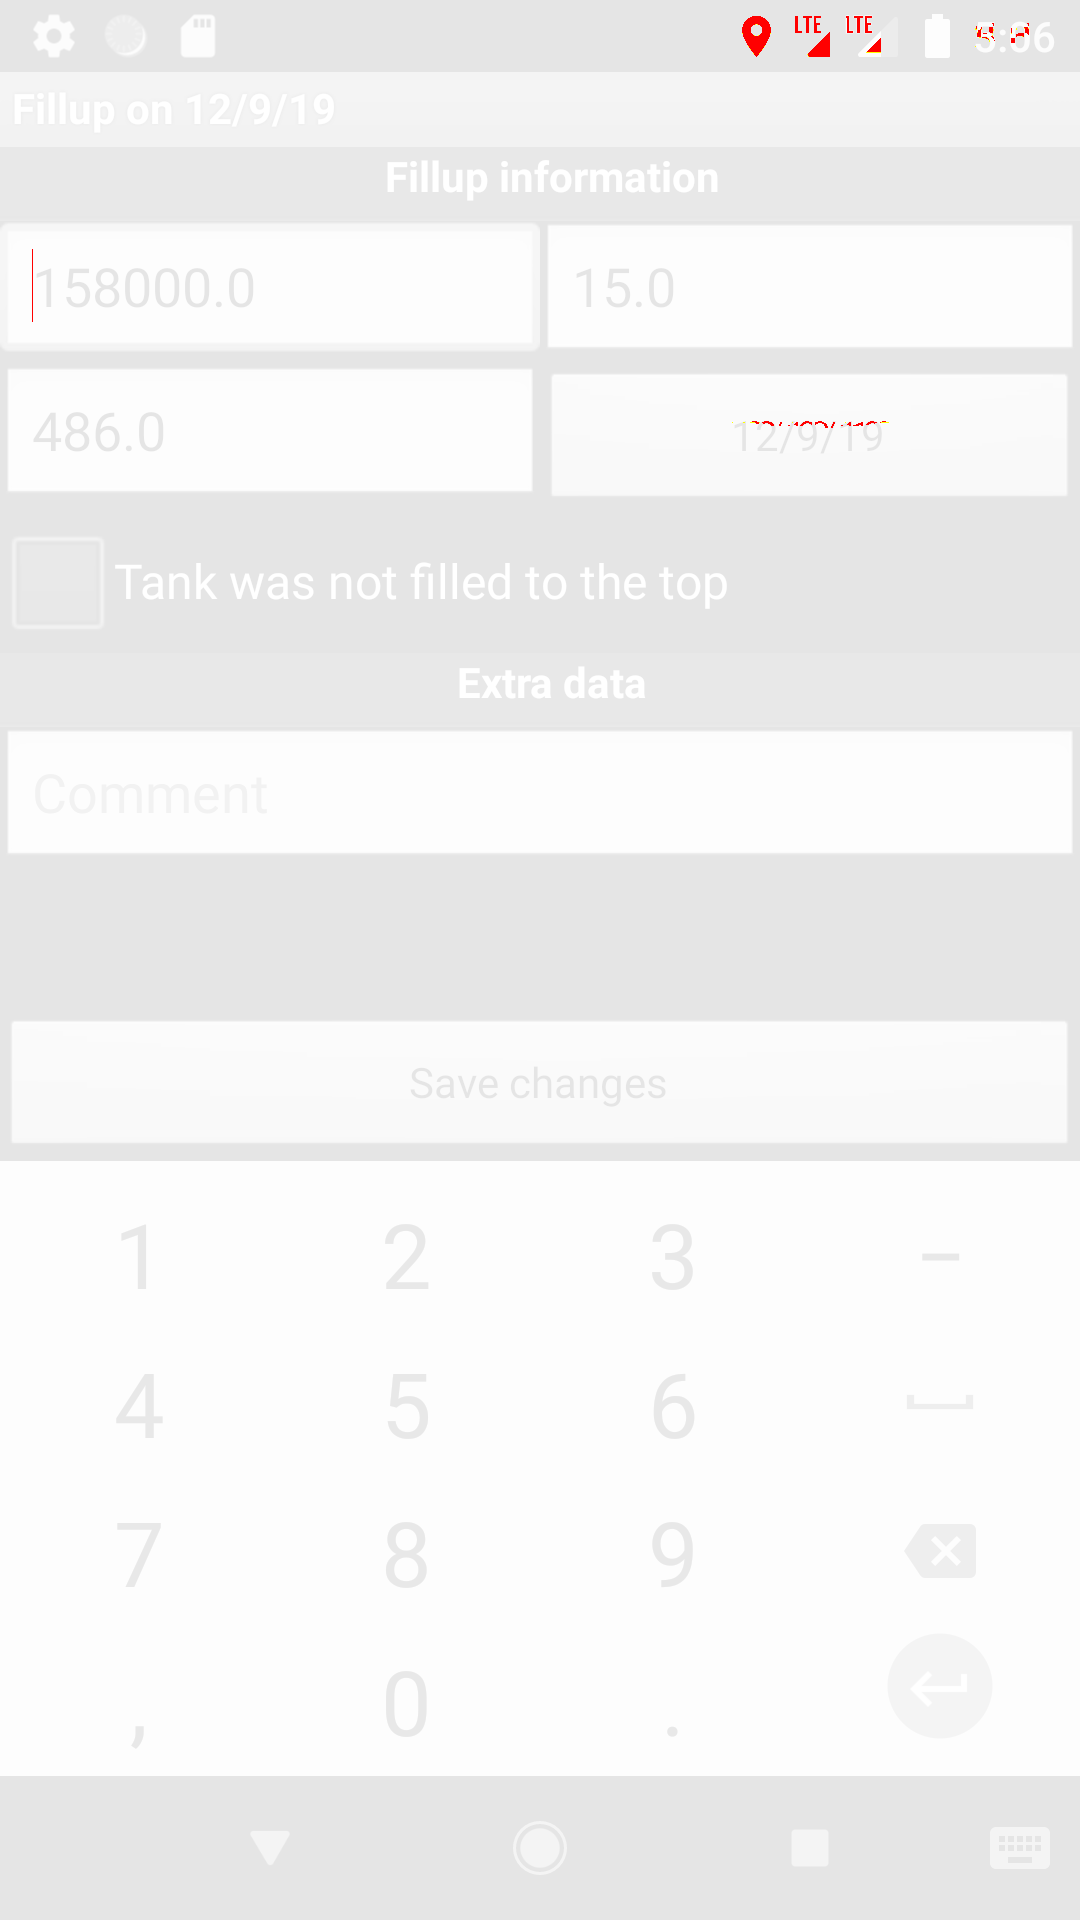 LTE LTE
Fillup on 12/9/19
Fillup information
158000.0 15.0
486.0 12/9/19
Tank was not filled to the top
Extra data
Comment
Save changes
1 2 3 –
4 5 6
7 8 9
, 0 .